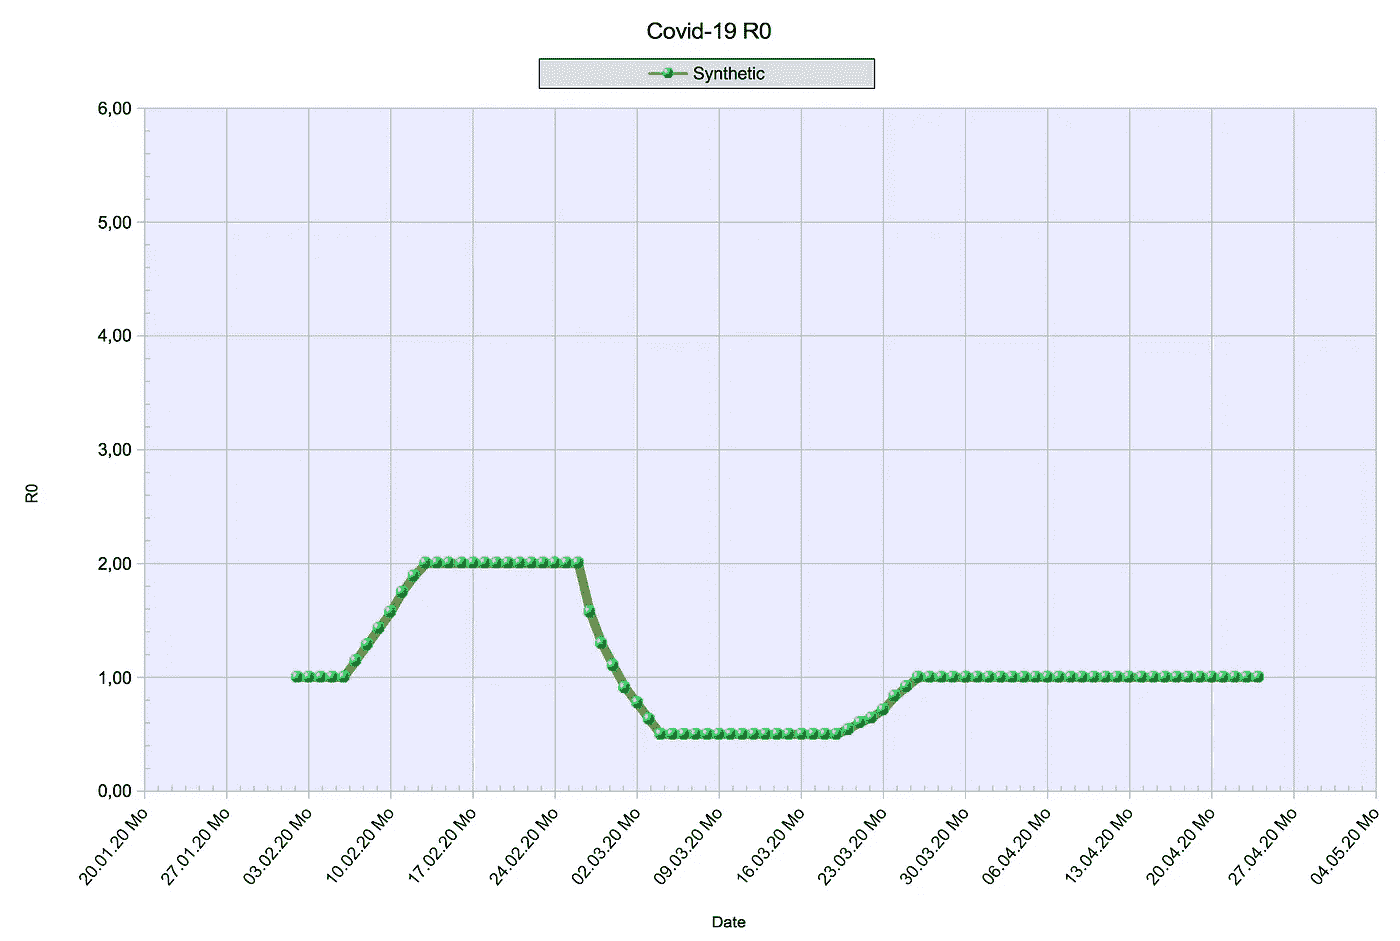 Covid-19 R0
Synthetic
6,00
5,00
4,00
3,00
2,00
1,00
0,00
R0
20.01.20 Mo
27.01.20 Mo
03.02.20 Mo
10.02.20 Mo
17.02.20 Mo
24.02.20 Mo
02.03.20 Mo
09.03.20 Mo
16.03.20 Mo
23.03.20 Mo
30.03.20 Mo
06.04.20 Mo
13.04.20 Mo
20.04.20 Mo
27.04.20 Mo
04.05.20 Mo
Date